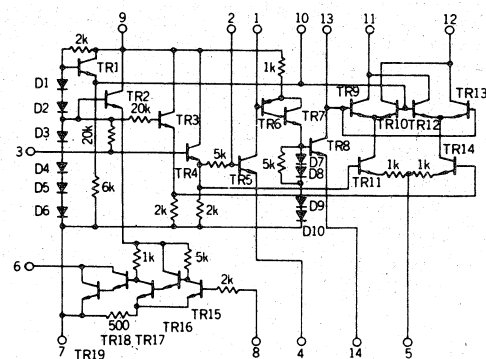 9 2 1 10 13 11 12
2k
TR1
D1
1k
TR9
TR13
D2
TR2
TR7
TR6
TR10 TR12
20k
TR3
D3
20k
TR8
3
D7
5k
5k
D8
TR14
D4
TR4
TR5
TR11
1k 1k
D5
6k
D9
D6
2k 2k
D10
1k 5k
6
2k
TR15
500
TR16
TR18 TR17
7 8 4 14 5
TR19